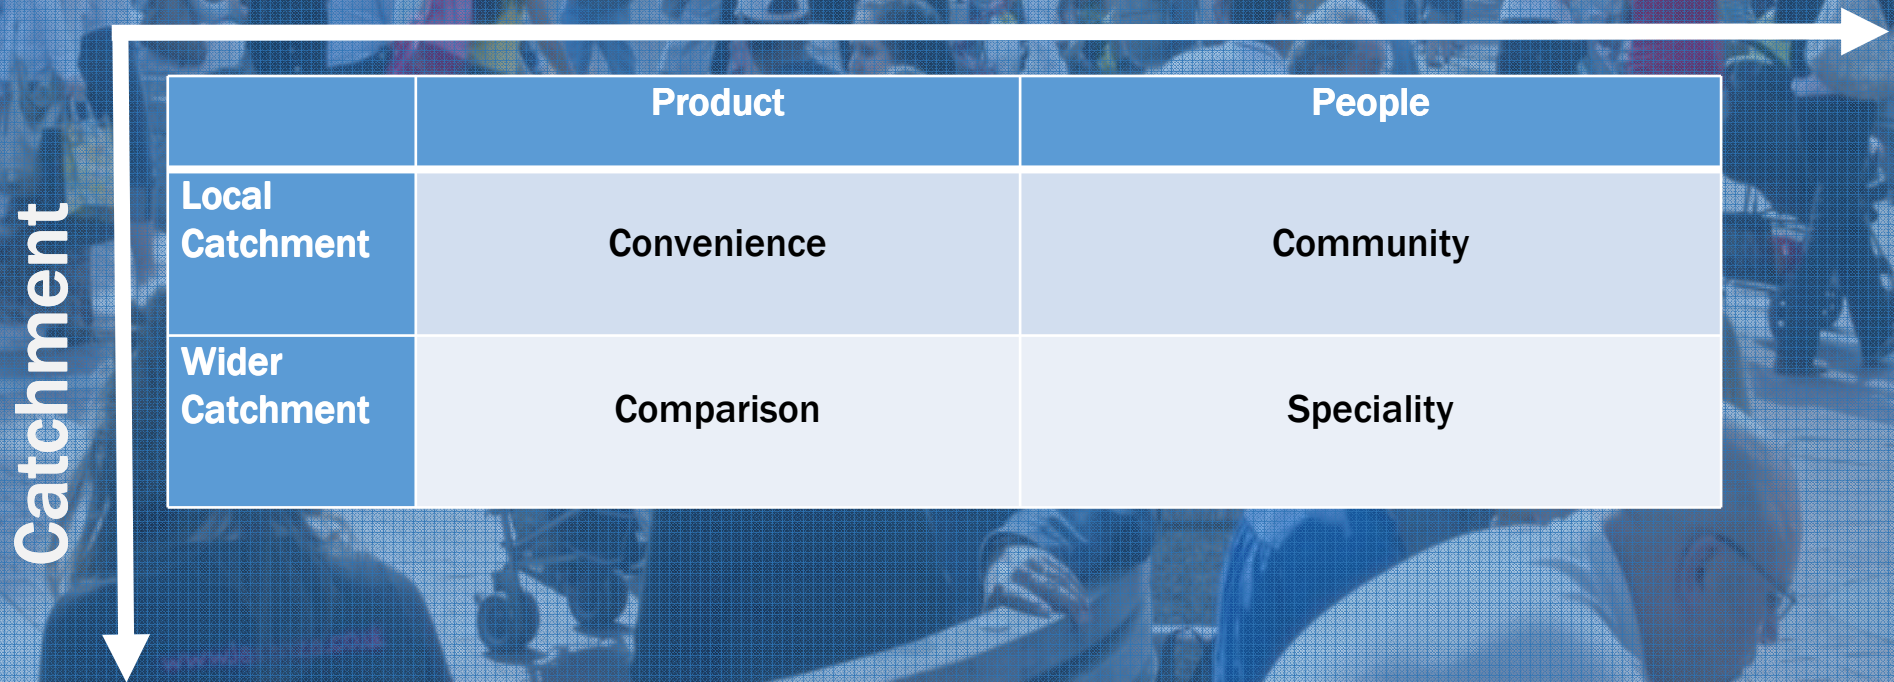 Product
People
Local
Catchment
Convenience
Community
Wider
Catchment
Comparison
Speciality
Catchment